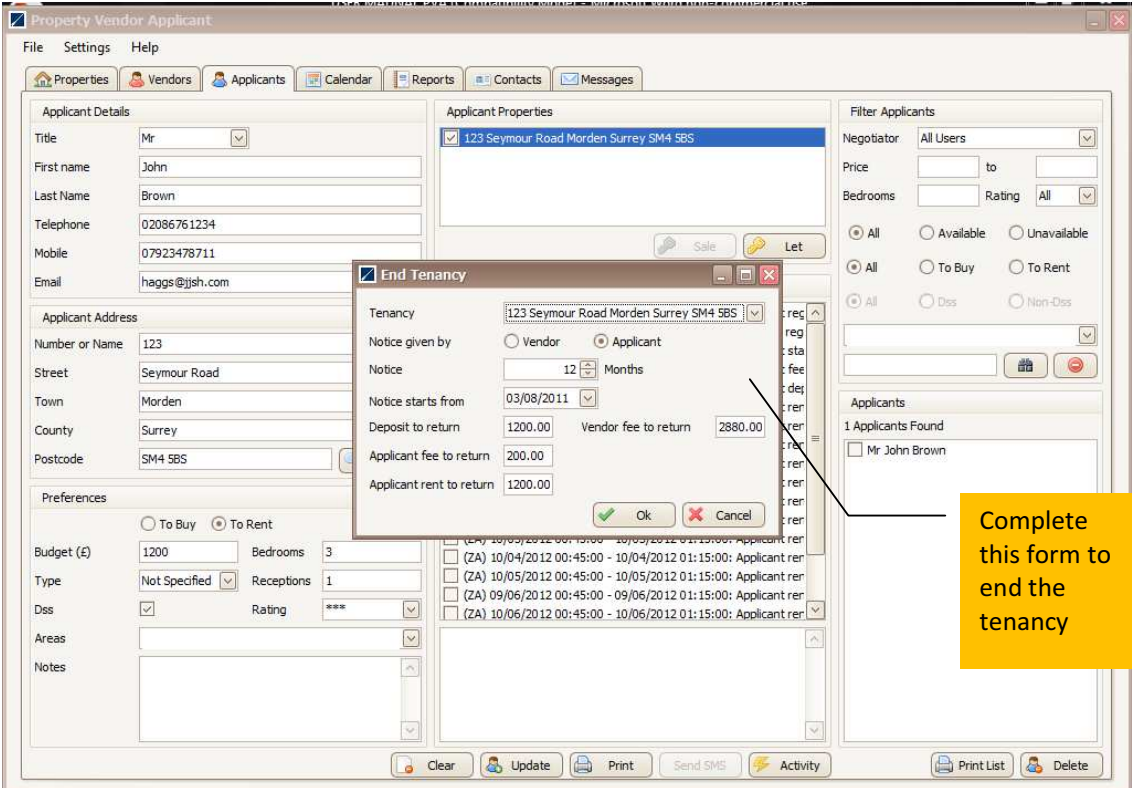 Property Vendor Applicant
File Settings Help
Properties Vendors Applicants Calendar Reports Contacts Messages
Applicant Details
Title Mr
First name John
Last Name Brown
Telephone 02086761234
Mobile 07923478711
Email haggs@jjsh.com
Applicant Address
Number or Name 123
Street Seymour Road
Town Morden
County Surrey
Postcode SM4 5BS
Preferences
To Buy To Rent
Budget (£) 1200 Bedrooms 3
Type Not Specified Receptions 1
Dss Rating ***
Areas
Notes
Applicant Properties
123 Seymour Road Morden Surrey SM4 5BS
Sale Let
End Tenancy
Tenancy 123 Seymour Road Morden Surrey SM4 5BS
Notice given by Vendor Applicant
Notice 12 Months
Notice starts from 03/08/2011
Deposit to return 1200.00 Vendor fee to return 2880.00
Applicant fee to return 200.00
Applicant rent to return 1200.00
Ok Cancel
(ZA) 10/04/2012 00:45:00 - 10/04/2012 01:15:00: Applicant rer
(ZA) 10/05/2012 00:45:00 - 10/05/2012 01:15:00: Applicant rer
(ZA) 09/06/2012 00:45:00 - 09/06/2012 01:15:00: Applicant rer
(ZA) 10/06/2012 00:45:00 - 10/06/2012 01:15:00: Applicant rer
Filter Applicants
Negotiator All Users
Price to
Bedrooms Rating All
All Available Unavailable
All To Buy To Rent
All Dss Non-Dss
Applicants
1 Applicants Found
Mr John Brown
Complete
this form to
end the
tenancy
Clear Update Print Send SMS Activity Print List Delete